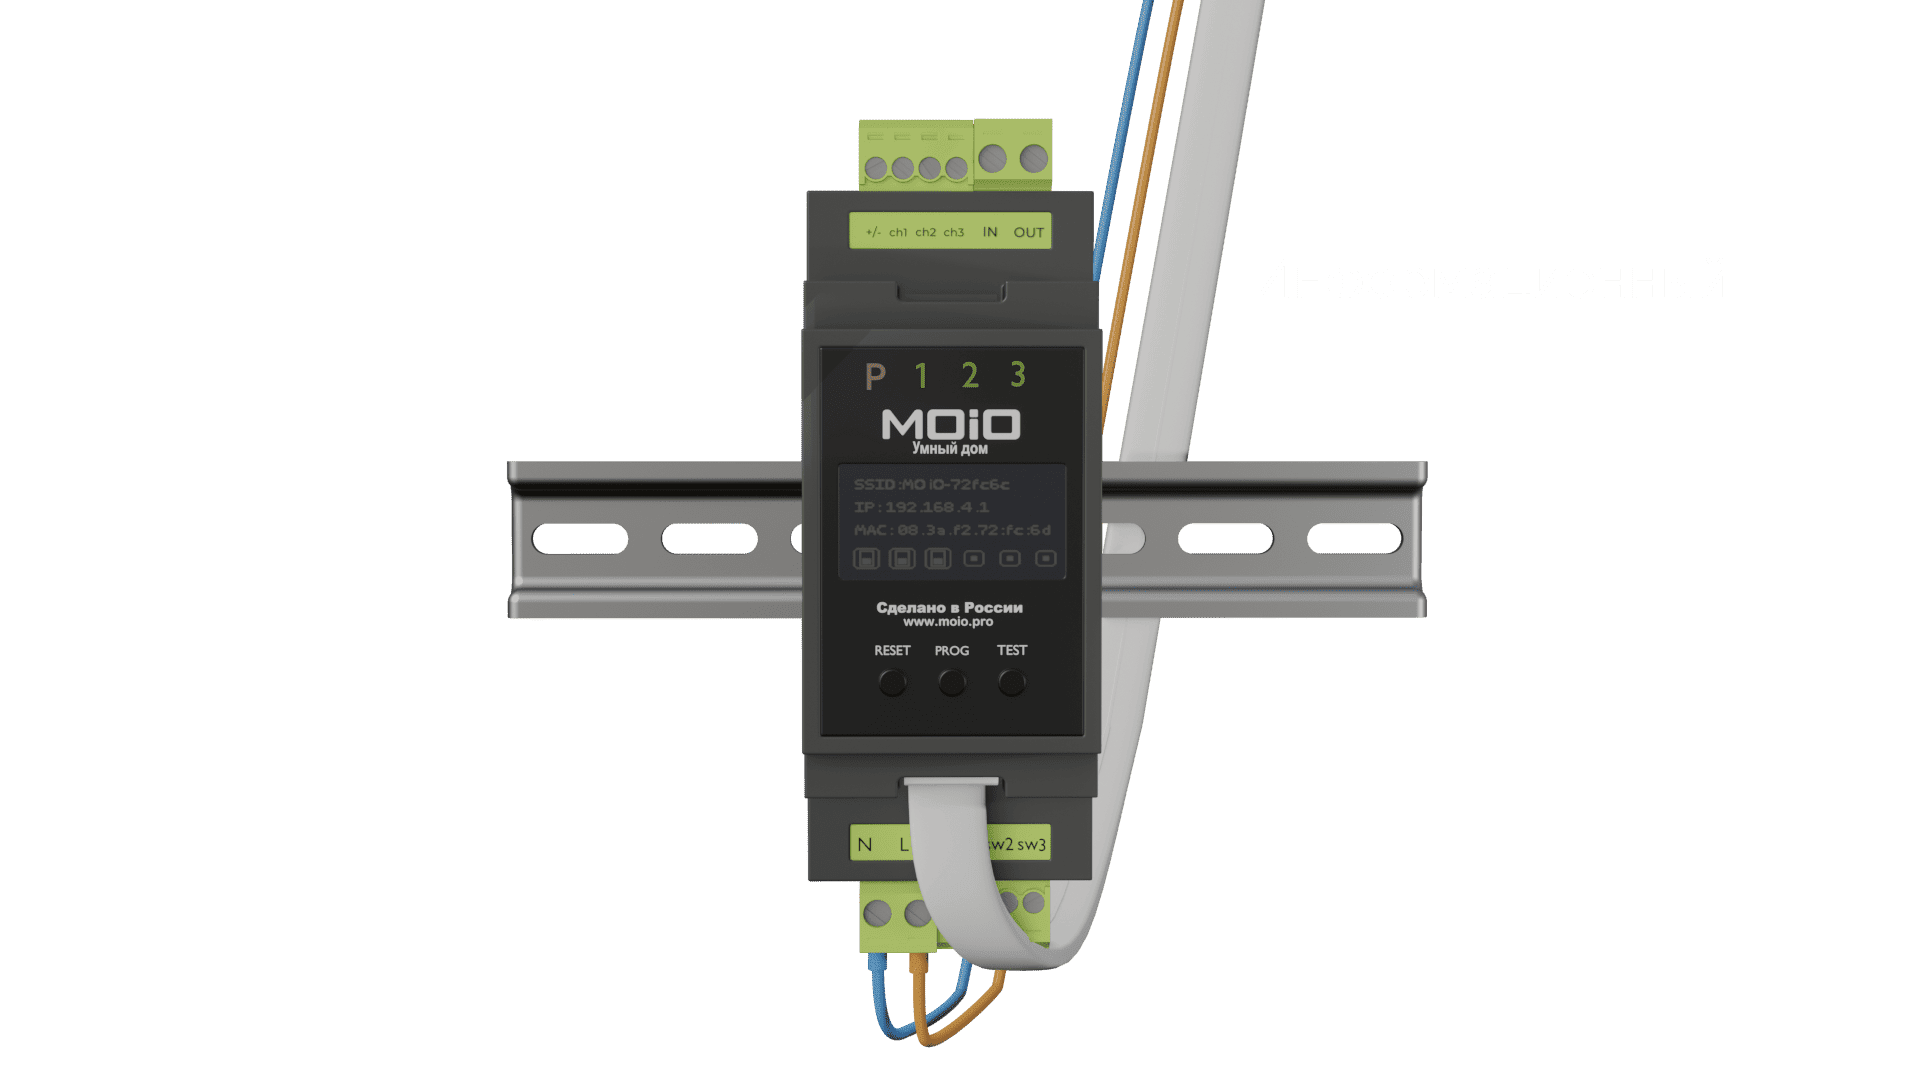 +/- ch1 ch2 ch3 IN OUT
P 1 2 3
MOiO
Умный дом
SSID:MOiO-72fc6c
IP:192.168.4.1
MAC:08.3a.f2.72:fc:6d
Сделано в России
www.moio.pro
RESET PROG TEST
N L sw2 sw3